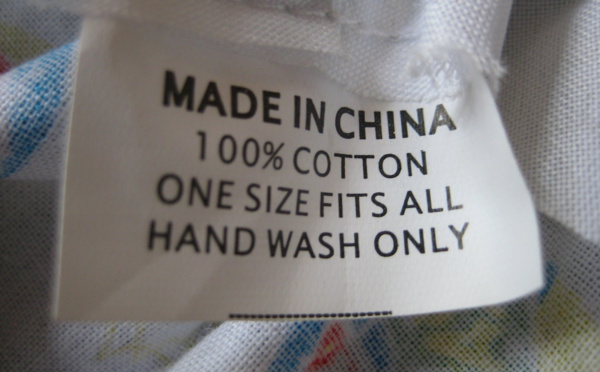 MADE IN CHINA
100% COTTON
ONE SIZE FITS ALL
HAND WASH ONLY